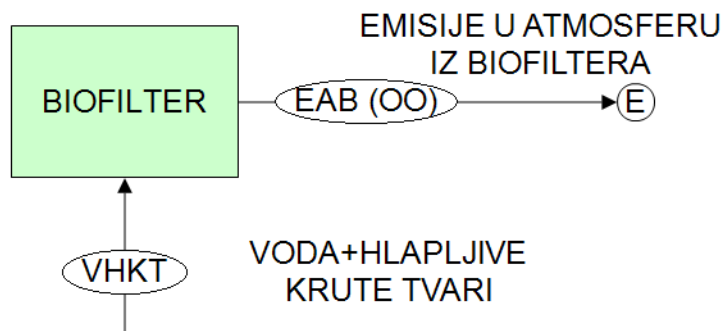 EMISIJE U ATMOSFERU
IZ BIOFILTERA
BIOFILTER
EAB (OO)
E
VHKT
VODA+HLAPLJIVE
KRUTE TVARI